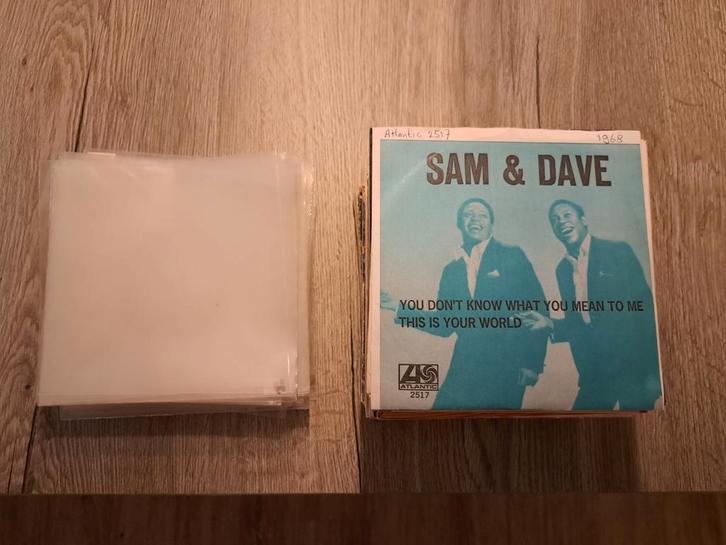 Atlantic 2517 1968
SAM & DAVE
YOU DON'T KNOW WHAT YOU MEAN TO ME
THIS IS YOUR WORLD
ATLANTIC
2517